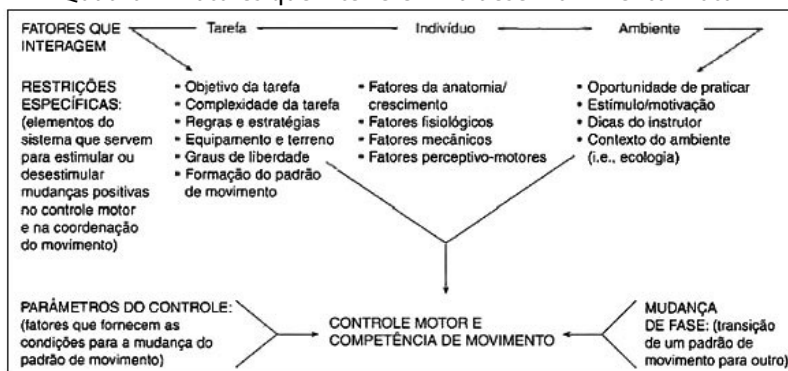 FATORES QUE INTERAGEM
Tarefa
Indivíduo
Ambiente
RESTRIÇÕES
ESPECÍFICAS:
(elementos do
sistema que servem
para estimular ou
desestimular
mudanças positivas
no controle motor
e na coordenação
do movimento)
• Objetivo da tarefa
• Complexidade da tarefa
• Regras e estratégias
• Equipamento e terreno
• Graus de liberdade
• Formação do padrão
de movimento
• Fatores da anatomia/
crescimento
• Fatores fisiológicos
• Fatores mecânicos
• Fatores perceptivo-motores
• Oportunidade de praticar
• Estímulo/motivação
• Dicas do instrutor
• Contexto do ambiente
(i.e., ecologia)
PARÂMETROS DO CONTROLE:
(fatores que fornecem as
condições para a mudança do
padrão de movimento)
CONTROLE MOTOR E
COMPETÊNCIA DE MOVIMENTO
MUDANÇA
DE FASE: (transição
de um padrão de
movimento para outro)